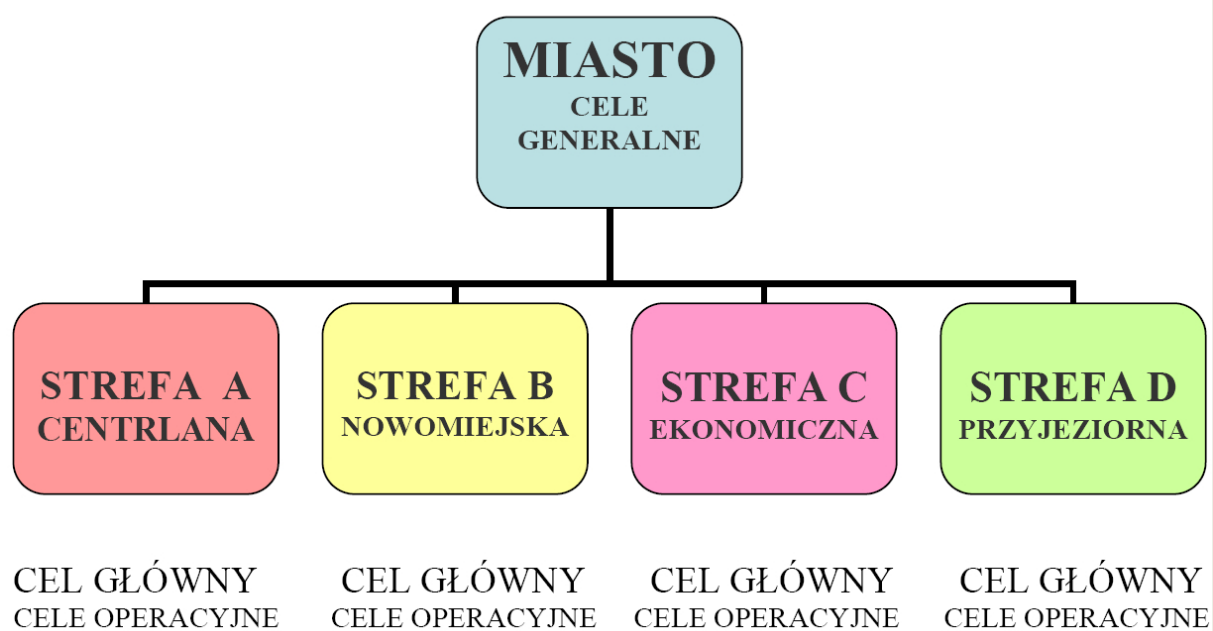 MIASTO
CELE
GENERALNE
STREFA A
CENTRLANA
STREFA B
NOWOMIEJSKA
STREFA C
EKONOMICZNA
STREFA D
PRZYJEZIORNA
CEL GŁÓWNY
CELE OPERACYJNE
CEL GŁÓWNY
CELE OPERACYJNE
CEL GŁÓWNY
CELE OPERACYJNE
CEL GŁÓWNY
CELE OPERACYJNE